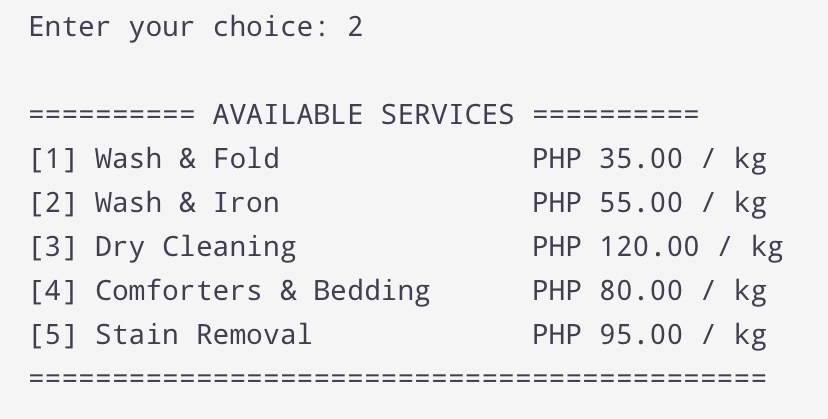 Enter your choice: 2
========== AVAILABLE SERVICES ==========
[1] Wash & Fold               PHP 35.00 / kg
[2] Wash & Iron               PHP 55.00 / kg
[3] Dry Cleaning              PHP 120.00 / kg
[4] Comforters & Bedding      PHP 80.00 / kg
[5] Stain Removal             PHP 95.00 / kg
============================================